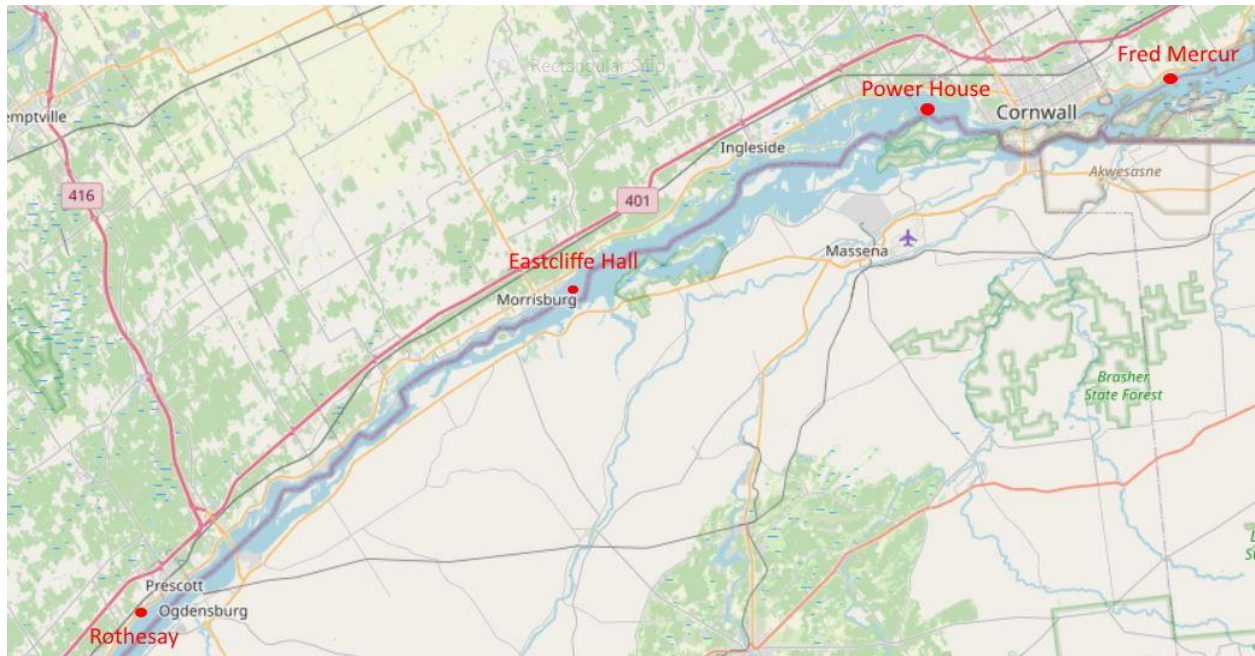 Fred Mercur
Rectangular Snip
Power House
Cornwall
emptville
Ingleside
Akwesasne
416
401
Massena
Eastcliffe Hall
Morrisburg
Brasher
State Forest
Prescott
Ogdensburg
Rothesay